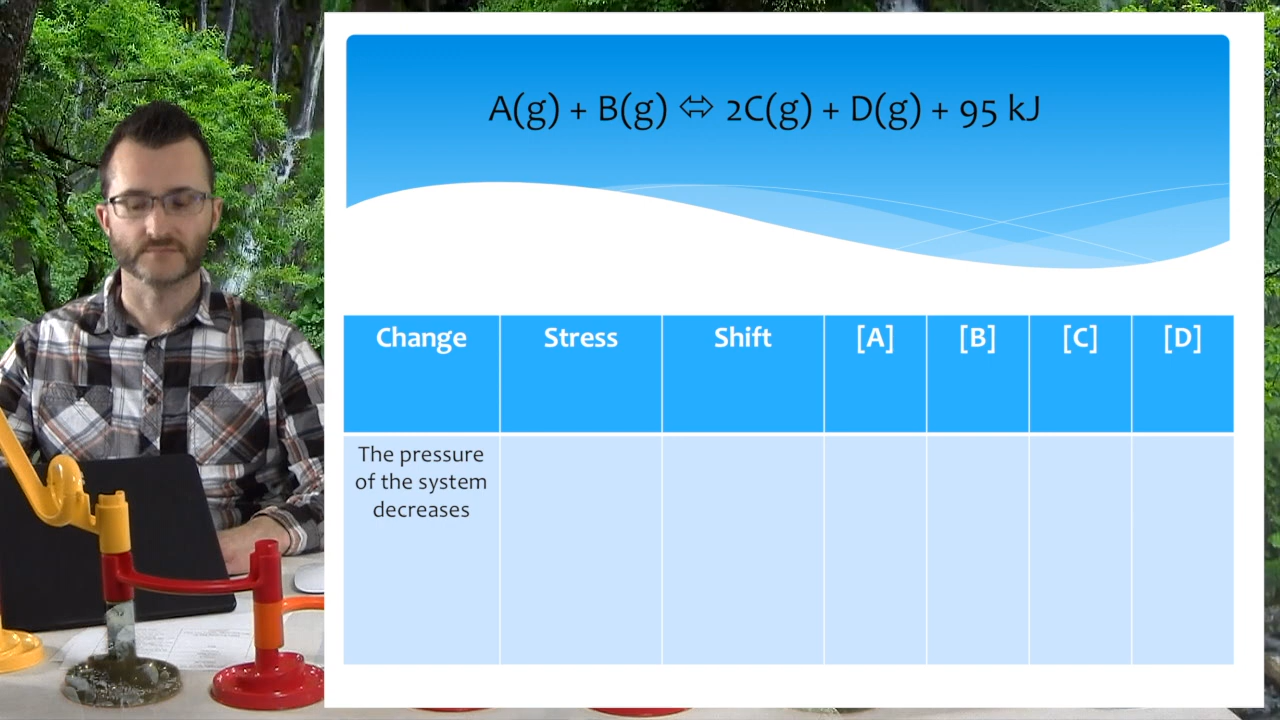 A(g) + B(g) ⬄ 2C(g) + D(g) + 95 kJ
Change Stress Shift [A] [B] [C] [D]
The pressure
of the system
decreases